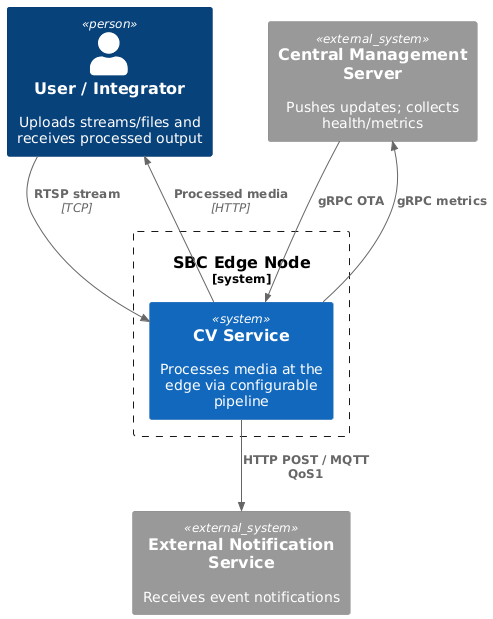 «person»
User / Integrator
Uploads streams/files and
receives processed output
«external_system»
Central Management
Server
Pushes updates; collects
health/metrics
RTSP stream
[TCP]
Processed media
[HTTP]
gRPC OTA
gRPC metrics
SBC Edge Node
[system]
«system»
CV Service
Processes media at the
edge via configurable
pipeline
HTTP POST / MQTT
QoS1
«external_system»
External Notification
Service
Receives event notifications